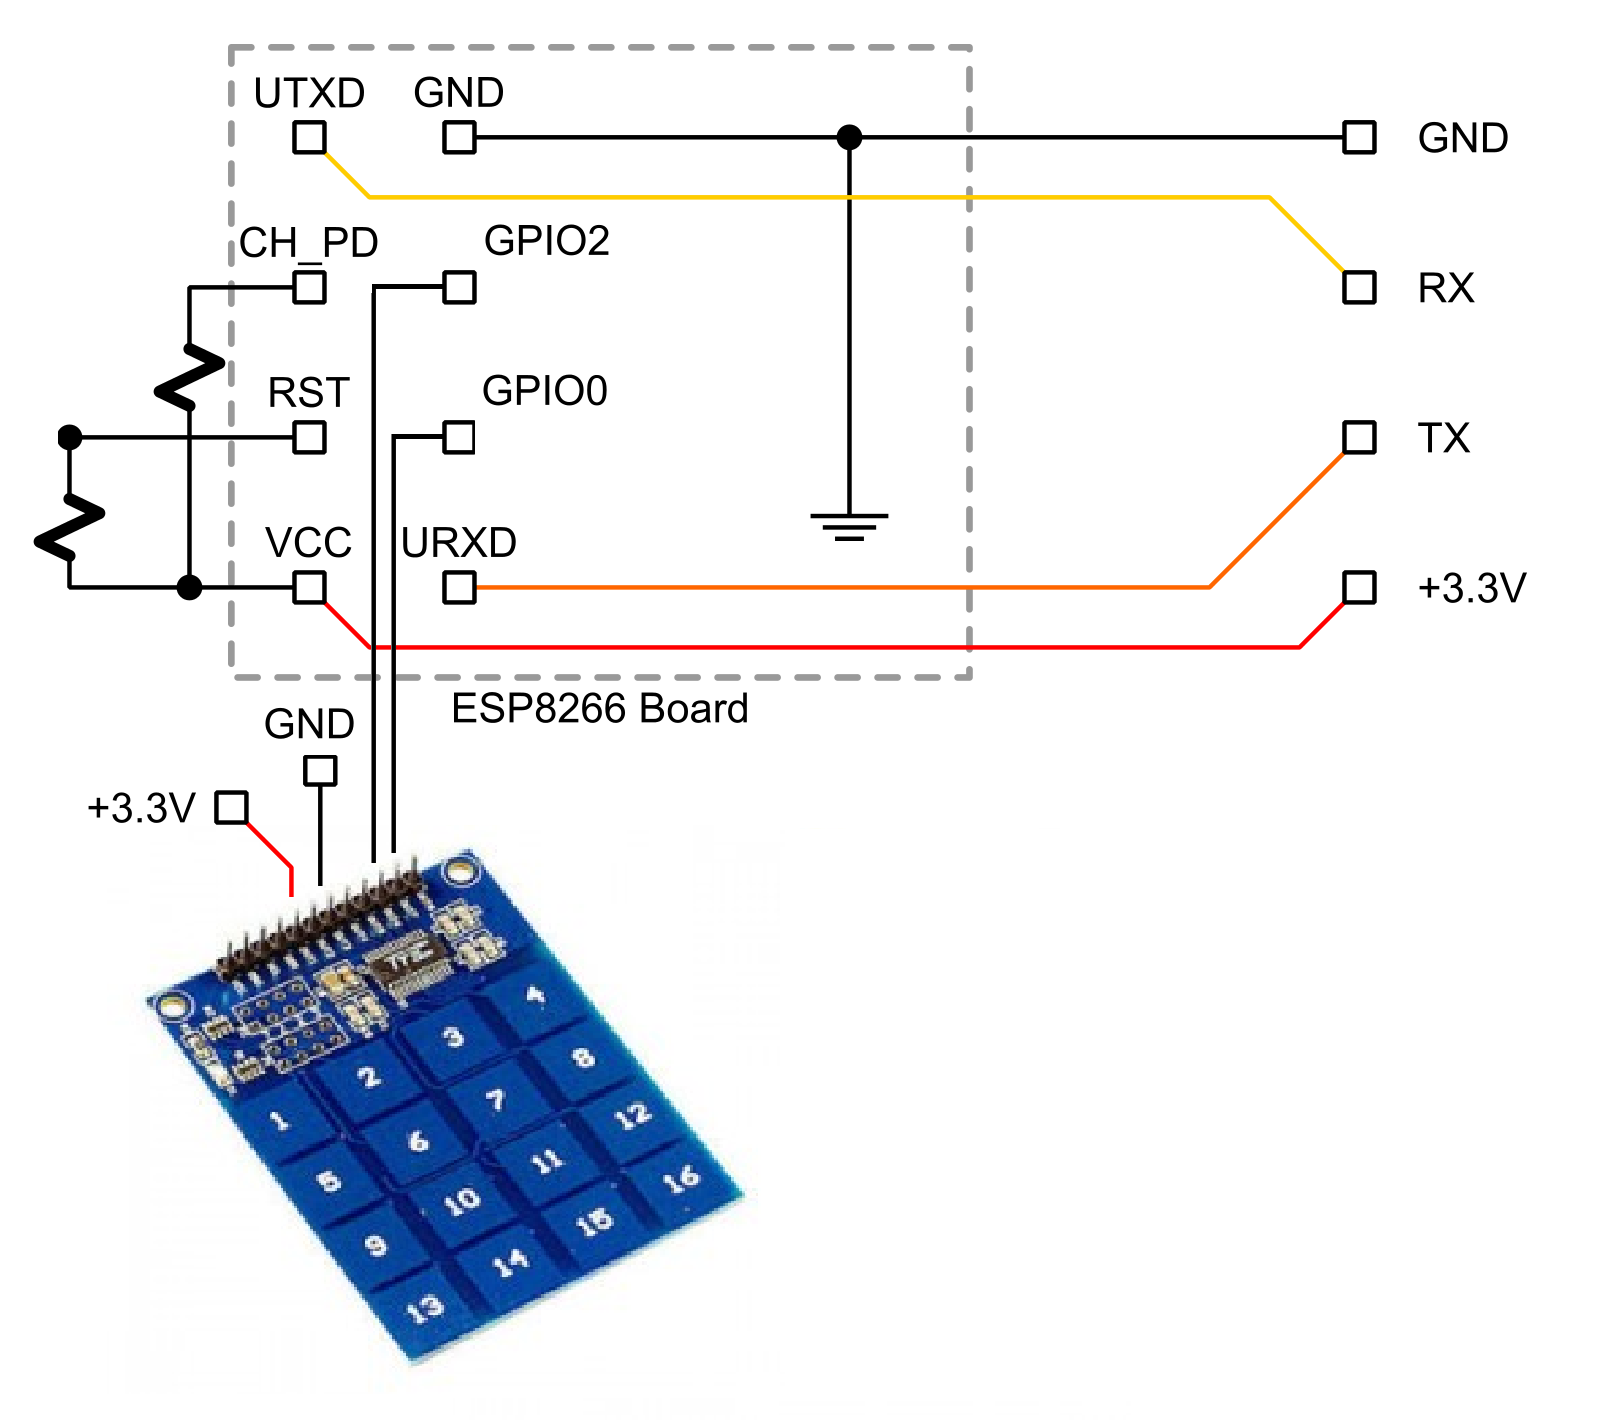 UTXD GND
GND
CH_PD GPIO2
RX
RST GPIO0
TX
VCC URXD
+3.3V
ESP8266 Board
GND
+3.3V
1
2
3
4
5
6
7
8
9
10
11
12
13
14
15
16